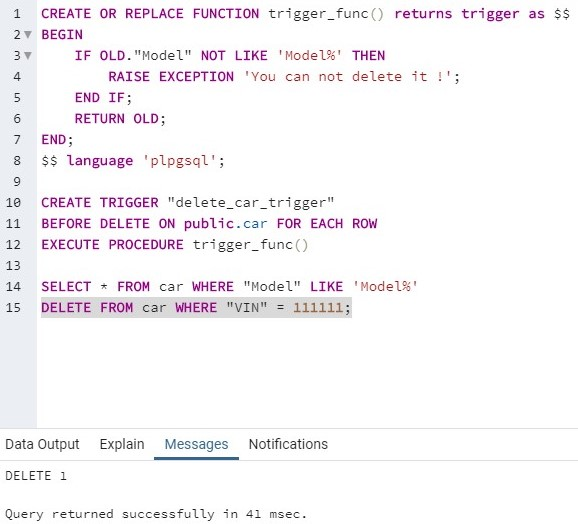 1 CREATE OR REPLACE FUNCTION trigger_func() returns trigger as $$
2 BEGIN
3 IF OLD."Model" NOT LIKE 'Model%' THEN
4 RAISE EXCEPTION 'You can not delete it !';
5 END IF;
6 RETURN OLD;
7 END;
8 $$ language 'plpgsql';
9
10 CREATE TRIGGER "delete_car_trigger"
11 BEFORE DELETE ON public.car FOR EACH ROW
12 EXECUTE PROCEDURE trigger_func()
13
14 SELECT * FROM car WHERE "Model" LIKE 'Model%'
15 DELETE FROM car WHERE "VIN" = 111111;
Data Output Explain Messages Notifications
DELETE 1
Query returned successfully in 41 msec.